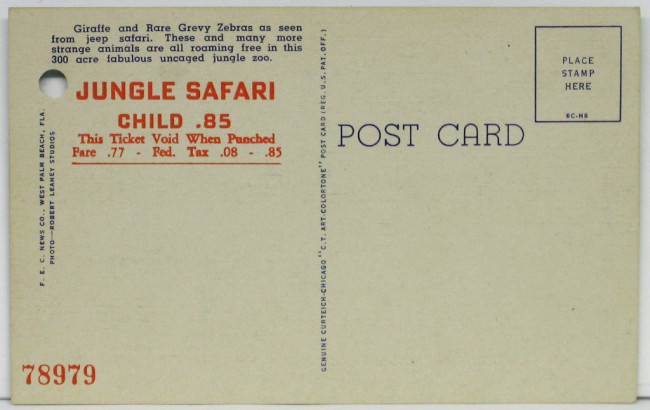 Giraffe and Rare Grevy Zebras as seen
from jeep safari. These and many more
strange animals are all roaming free in this
300 acre fabulous uncaged jungle zoo.
JUNGLE SAFARI
CHILD .85
This Ticket Void When Punched
Fare .77 - Fed. Tax .08 - .85
F. E. C. NEWS CO., WEST PALM BEACH, FLA.
PHOTO—ROBERT LEAHEY STUDIOS
78979
GENUINE CURTEICH-CHICAGO "C.T. ART-COLORTONE" POST CARD (REG. U.S. PAT. OFF.)
POST CARD
PLACE
STAMP
HERE
6C-H8